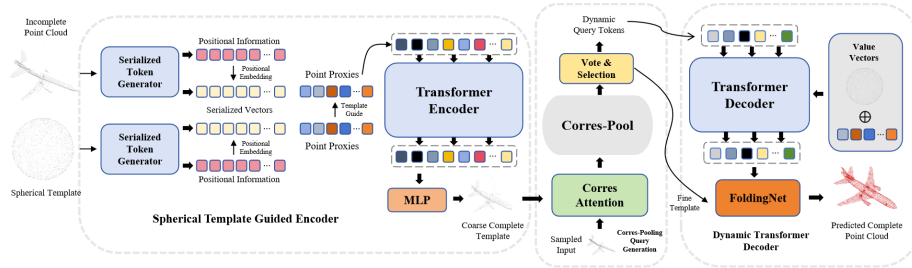 Incomplete
Point Cloud
Serialized
Token
Generator
Positional Information
Positional
Embedding
Serialized Vectors
Serialized
Token
Generator
Positional
Embedding
Positional Information
Spherical Template
Point Proxies
Template
Guide
Point Proxies
Spherical Template Guided Encoder
Transformer
Encoder
MLP
Coarse Complete
Template
Dynamic
Query Tokens
Vote &
Selection
Corres-Pool
Corres
Attention
Sampled
Input
Corres-Pooling
Query
Generation
Transformer
Decoder
Value
Vectors
Fine
Template
FoldingNet
Dynamic Transformer
Decoder
Predicted Complete
Point Cloud